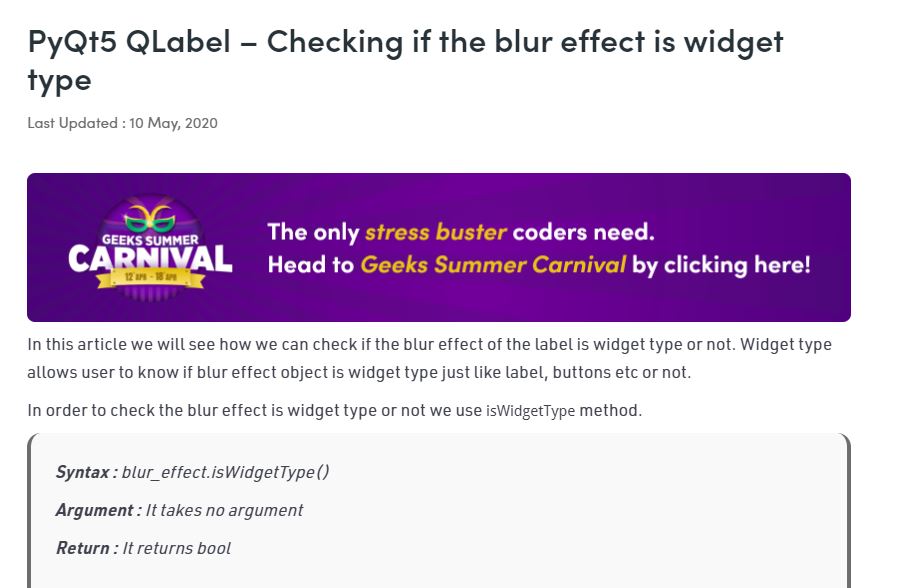 PyQt5 QLabel – Checking if the blur effect is widget
type
Last Updated : 10 May, 2020
GEEKS SUMMER
CARNIVAL
12 APR - 18 APR
The only stress buster coders need.
Head to Geeks Summer Carnival by clicking here!
In this article we will see how we can check if the blur effect of the label is widget type or not. Widget type
allows user to know if blur effect object is widget type just like label, buttons etc or not.
In order to check the blur effect is widget type or not we use isWidgetType method.
Syntax : blur_effect.isWidgetType()
Argument : It takes no argument
Return : It returns bool